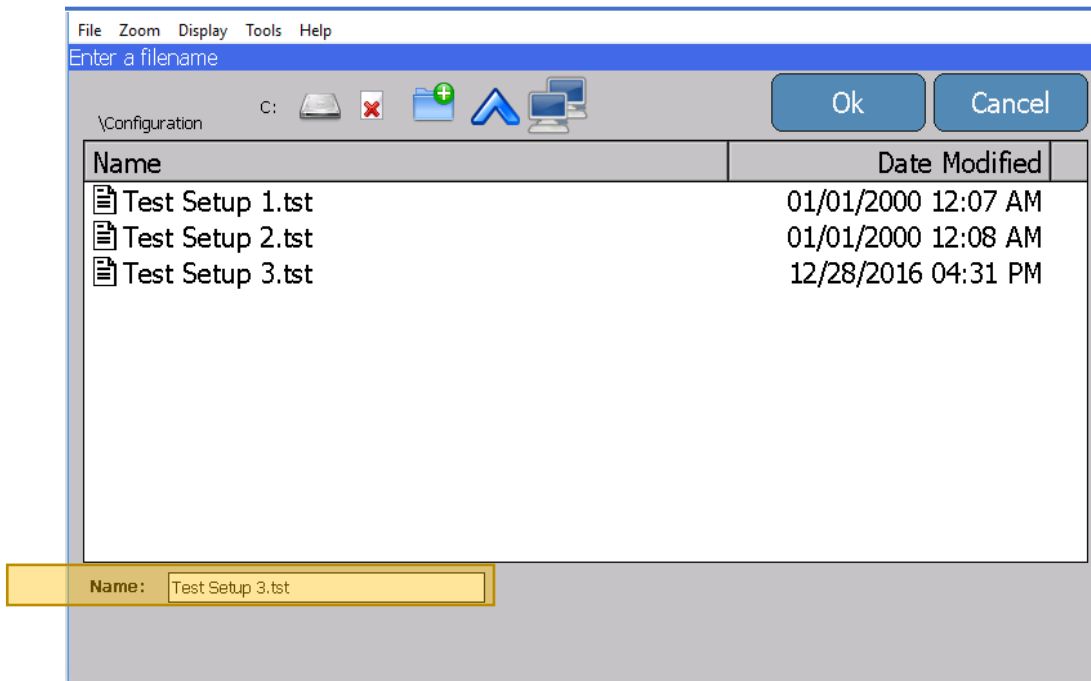 File Zoom Display Tools Help
Enter a filename
C:
\Configuration
Ok Cancel
Name Date Modified
Test Setup 1.tst 01/01/2000 12:07 AM
Test Setup 2.tst 01/01/2000 12:08 AM
Test Setup 3.tst 12/28/2016 04:31 PM
Name: Test Setup 3.tst